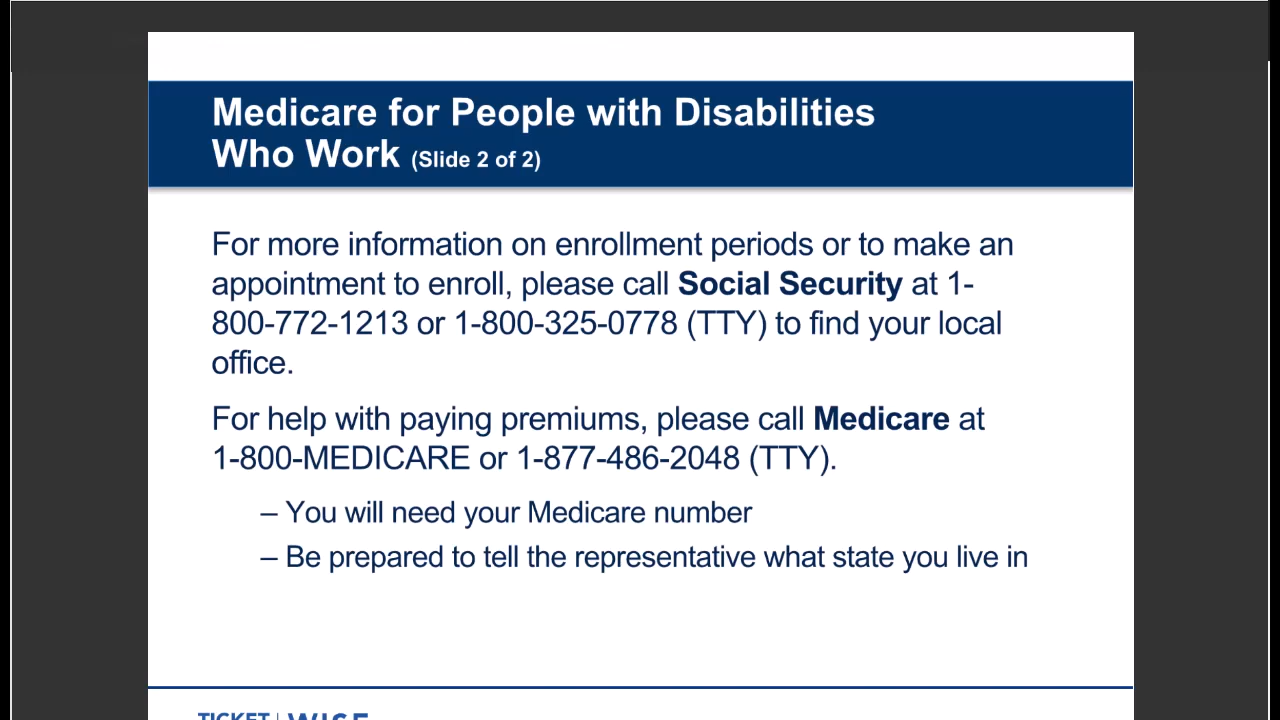 Medicare for People with Disabilities
Who Work (Slide 2 of 2)
For more information on enrollment periods or to make an
appointment to enroll, please call Social Security at 1-
800-772-1213 or 1-800-325-0778 (TTY) to find your local
office.
For help with paying premiums, please call Medicare at
1-800-MEDICARE or 1-877-486-2048 (TTY).
– You will need your Medicare number
– Be prepared to tell the representative what state you live in
TICKET | WISE